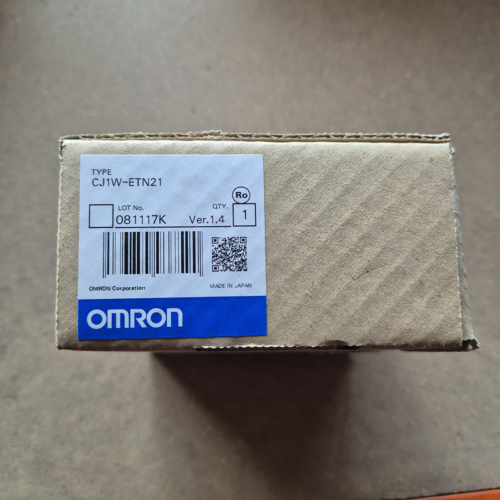 TYPE
CJ1W-ETN21
Ro
LOT No. QTY.
081117K Ver.1.4 1
OMRON Corporation MADE IN JAPAN
OMRON